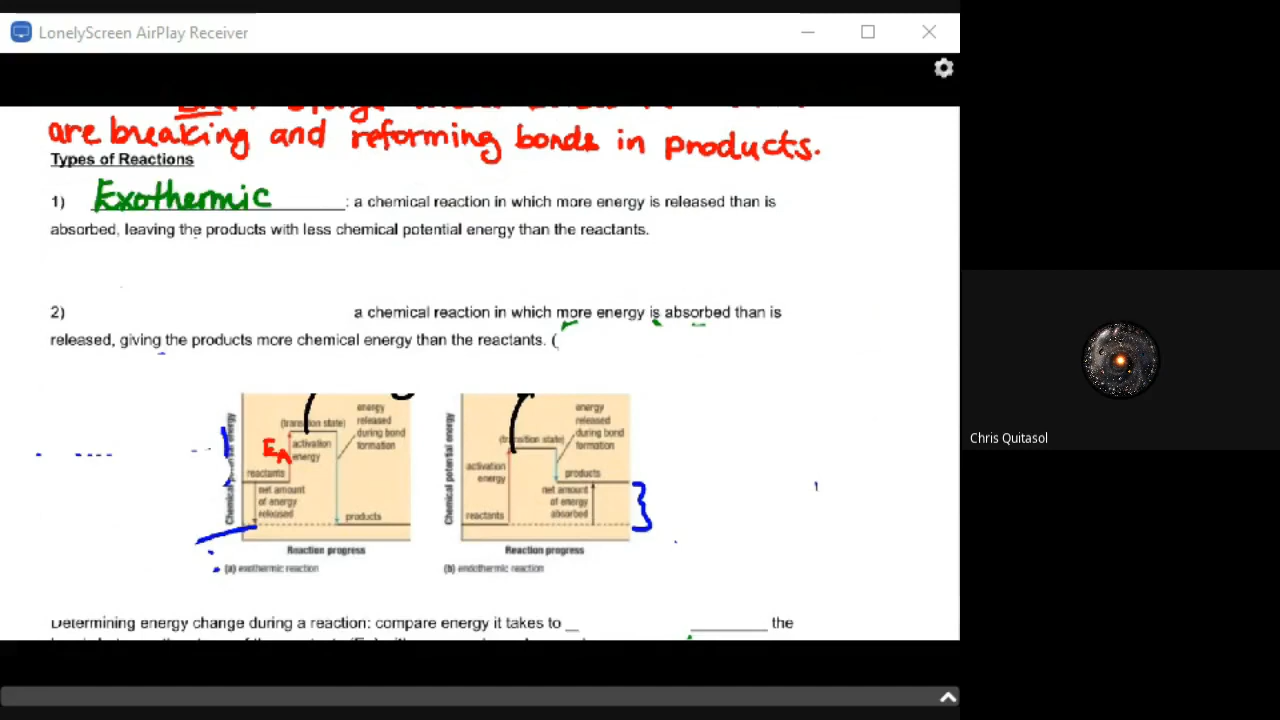 LonelyScreen AirPlay Receiver
are breaking and reforming bonds in products.
Types of Reactions
1) Exothermic : a chemical reaction in which more energy is released than is
absorbed, leaving the products with less chemical potential energy than the reactants.
2) a chemical reaction in which more energy is absorbed than is
released, giving the products more chemical energy than the reactants. (
Chemical potential energy
(transition state)
energy
released
during bond
formation
EA
activation
energy
reactants
net amount
of energy
released
products
Reaction progress
(a) exothermic reaction
Chemical potential energy
(transition state)
energy
released
during bond
formation
activation
energy
products
net amount
of energy
absorbed
reactants
Reaction progress
(b) endothermic reaction
Chris Quitasol
Determining energy change during a reaction: compare energy it takes to __ ________ the